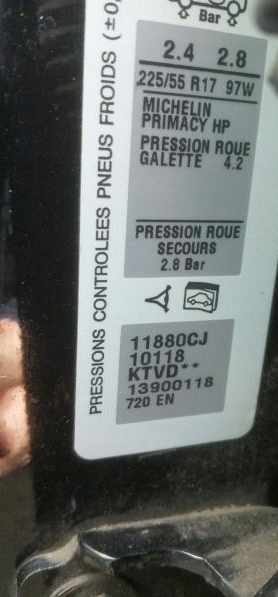 Bar
2.4 2.8
225/55 R17 97W
MICHELIN
PRIMACY HP
PRESSION ROUE
GALETTE 4.2
PRESSION ROUE
SECOURS
2.8 Bar
PRESSIONS CONTROLEES PNEUS FROIDS (±0,
11880CJ
10118
KTVD**
13900118
720 EN